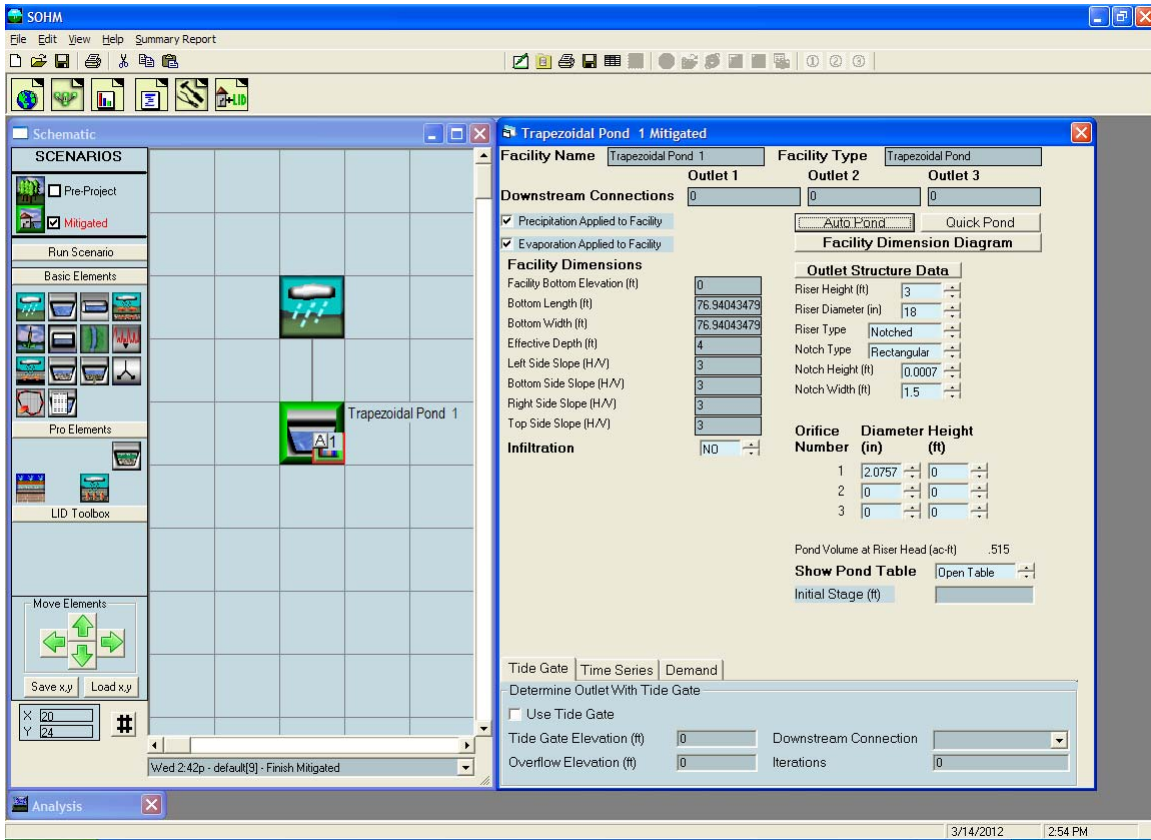 SOHM
File Edit View Help Summary Report
Schematic
SCENARIOS
Pre-Project
Mitigated
Run Scenario
Basic Elements
Pro Elements
LID Toolbox
Move Elements
Save x,y Load x,y
X 20
Y 24
#
+LID
Trapezoidal Pond 1
A 1
Wed 2:42p - default[9] - Finish Mitigated
Trapezoidal Pond 1 Mitigated
Facility Name Trapezoidal Pond 1 Facility Type Trapezoidal Pond
Outlet 1 Outlet 2 Outlet 3
Downstream Connections 0 0 0
Precipitation Applied to Facility Auto Pond Quick Pond
Evaporation Applied to Facility Facility Dimension Diagram
Facility Dimensions
Facility Bottom Elevation (ft) 0
Bottom Length (ft) 76.94043479
Bottom Width (ft) 76.94043479
Effective Depth (ft) 4
Left Side Slope (H/V) 3
Bottom Side Slope (H/V) 3
Right Side Slope (H/V) 3
Top Side Slope (H/V) 3
Infiltration NO
Outlet Structure Data
Riser Height (ft) 3
Riser Diameter (in) 18
Riser Type Notched
Notch Type Rectangular
Notch Height (ft) 0.0007
Notch Width (ft) 1.5
Orifice Diameter Height
Number (in) (ft)
1 2.0757 0
2 0 0
3 0 0
Pond Volume at Riser Head (ac-ft) .515
Show Pond Table Open Table
Initial Stage (ft)
Tide Gate Time Series Demand
Determine Outlet With Tide Gate
Use Tide Gate
Tide Gate Elevation (ft) 0 Downstream Connection
Overflow Elevation (ft) 0 Iterations 0
Analysis
3/14/2012 2:54 PM